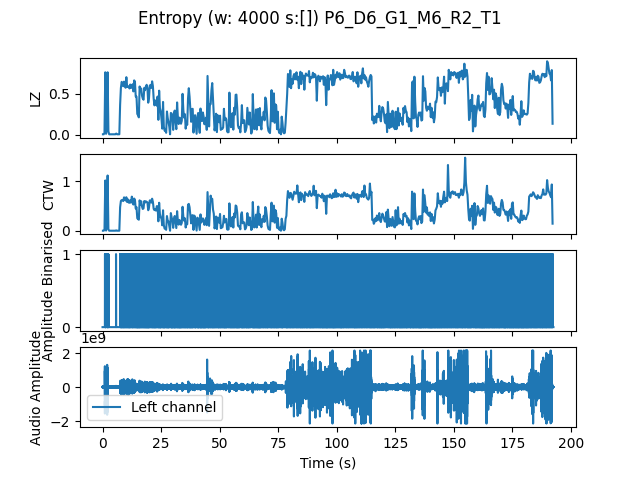 Entropy (w: 4000 s:[]) P6_D6_G1_M6_R2_T1
LZ
0.5
0.0
CTW
1
0
Amplitude Binarised
1
0
1e9
Audio Amplitude
2
0
−2
Left channel
0 25 50 75 100 125 150 175 200
Time (s)